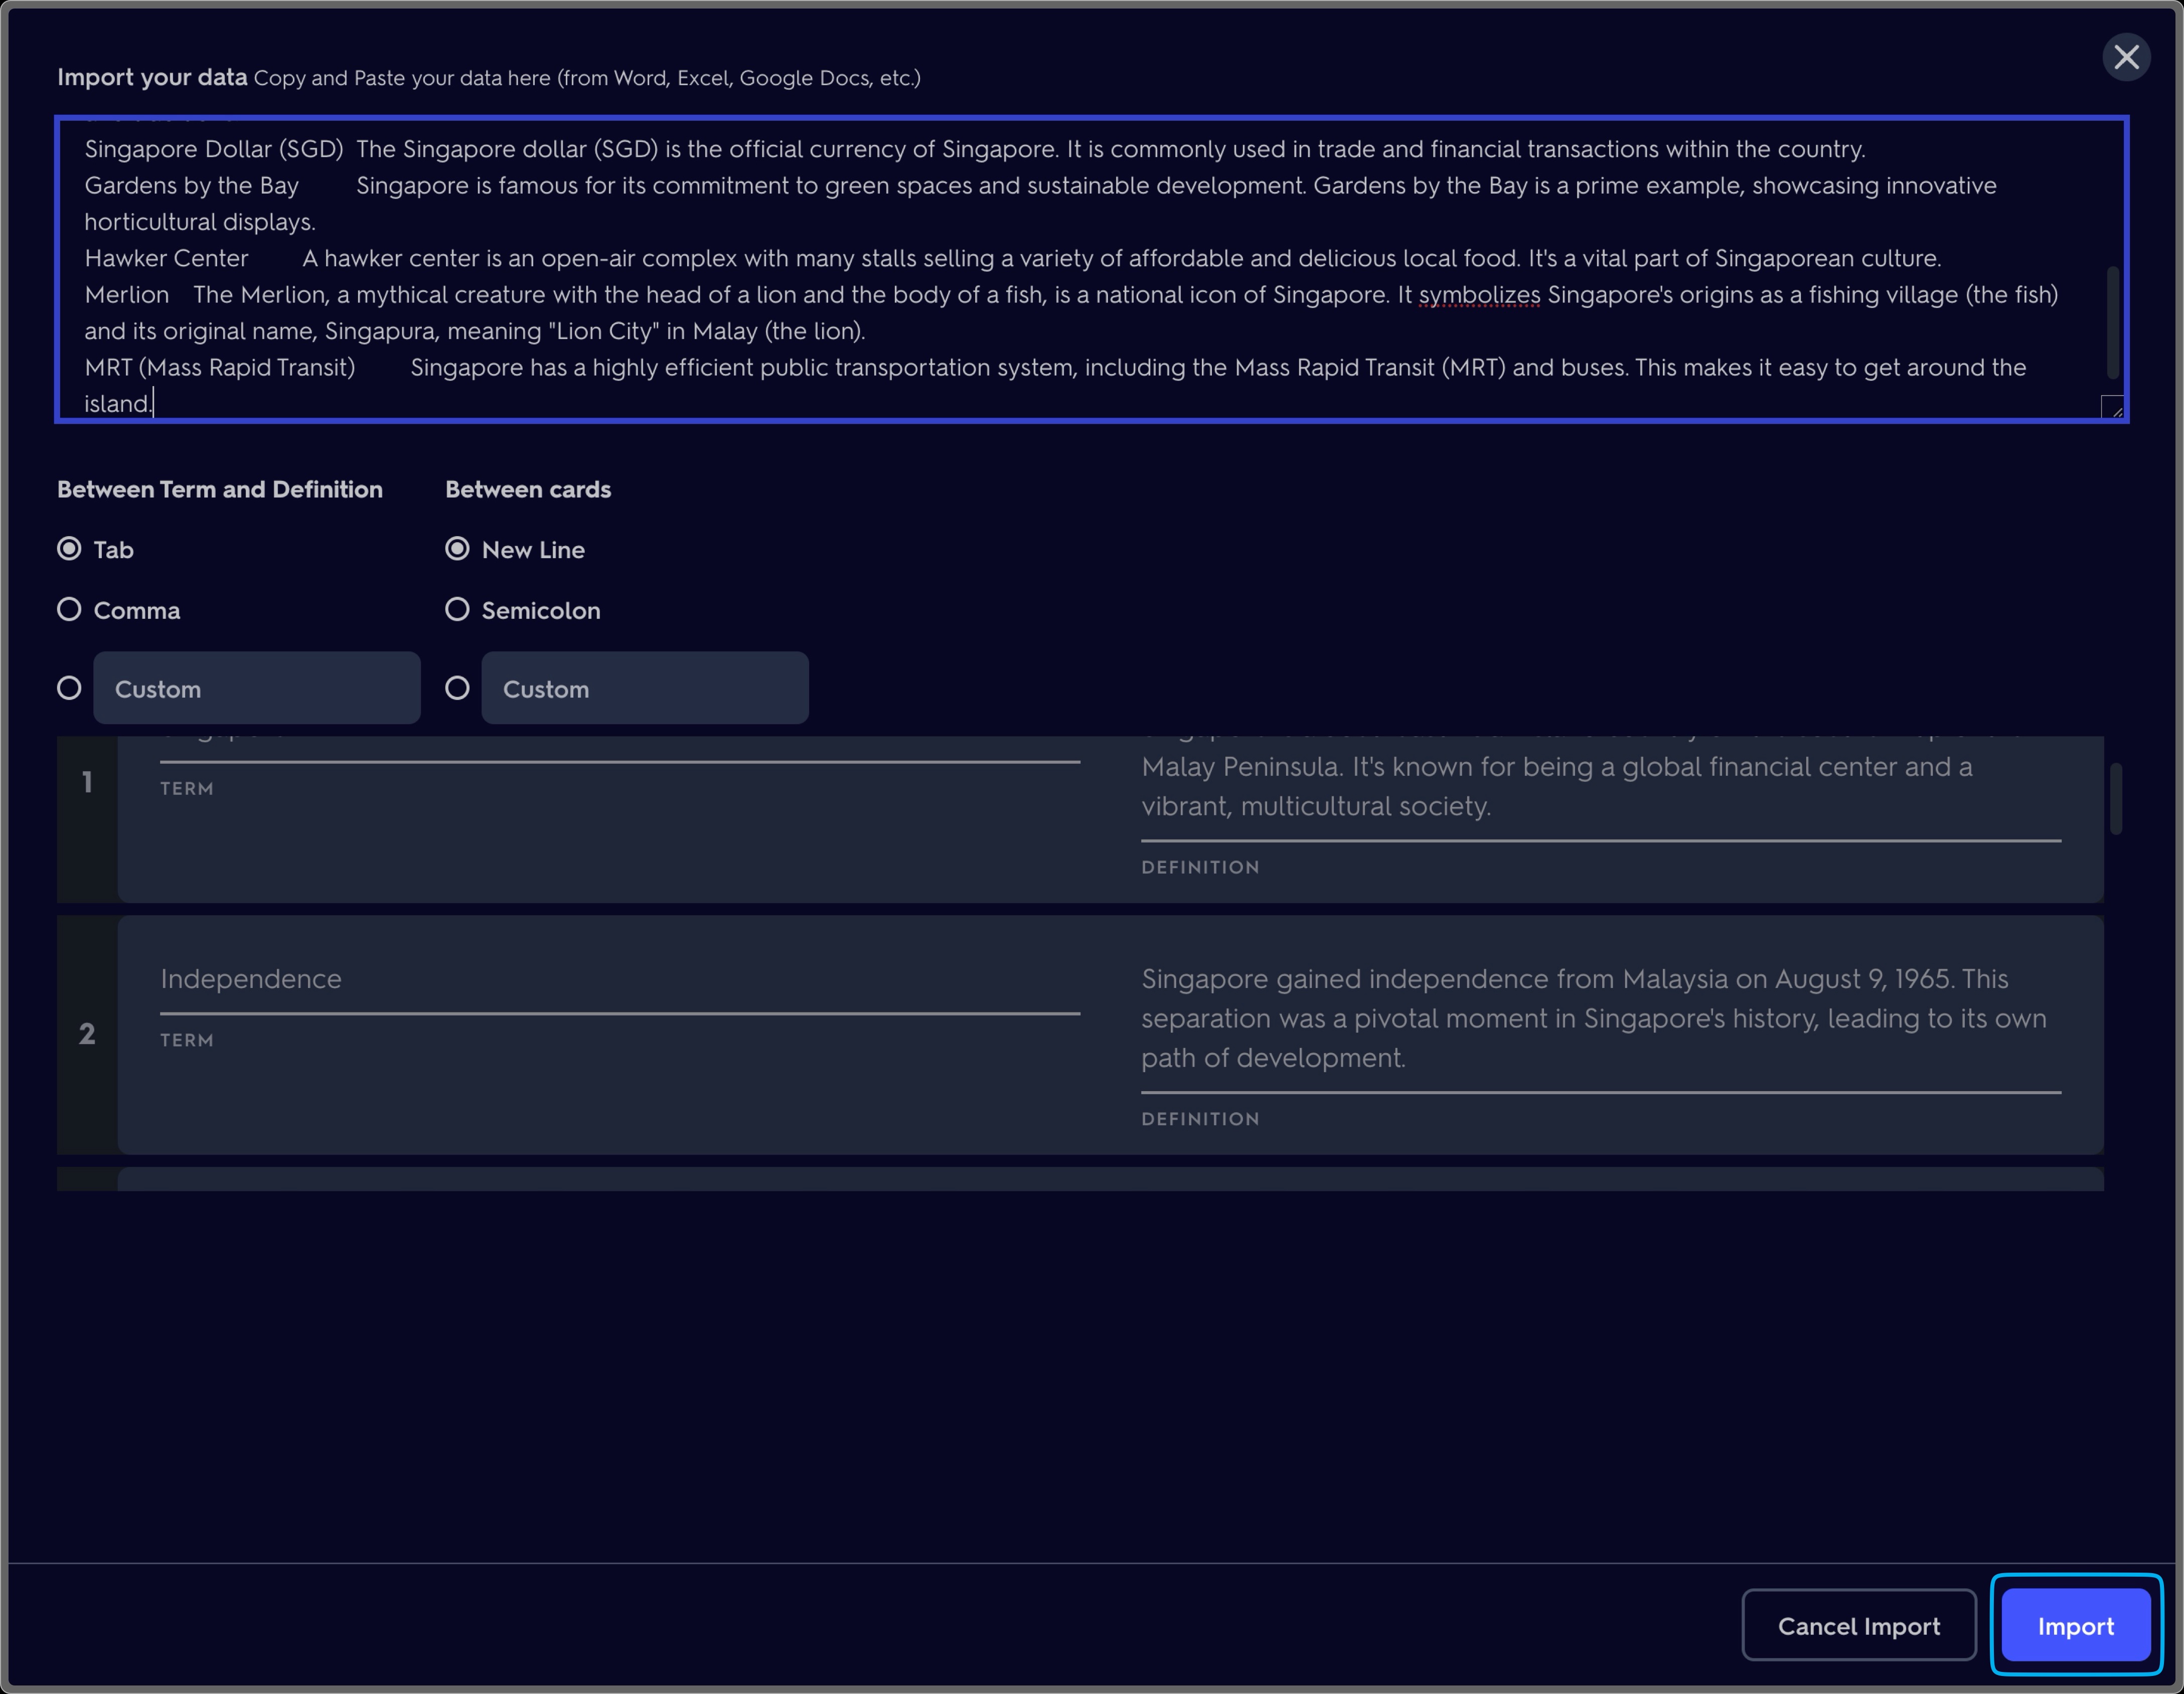 Import your data Copy and Paste your data here (from Word, Excel, Google Docs, etc.)
Singapore Dollar (SGD) The Singapore dollar (SGD) is the official currency of Singapore. It is commonly used in trade and financial transactions within the country.
Gardens by the Bay Singapore is famous for its commitment to green spaces and sustainable development. Gardens by the Bay is a prime example, showcasing innovative
horticultural displays.
Hawker Center A hawker center is an open-air complex with many stalls selling a variety of affordable and delicious local food. It's a vital part of Singaporean culture.
Merlion The Merlion, a mythical creature with the head of a lion and the body of a fish, is a national icon of Singapore. It symbolizes Singapore's origins as a fishing village (the fish)
and its original name, Singapura, meaning "Lion City" in Malay (the lion).
MRT (Mass Rapid Transit) Singapore has a highly efficient public transportation system, including the Mass Rapid Transit (MRT) and buses. This makes it easy to get around the
island.
Between Term and Definition Between cards
Tab New Line
Comma Semicolon
Custom Custom
1
TERM
Malay Peninsula. It's known for being a global financial center and a
vibrant, multicultural society.
DEFINITION
2
Independence
TERM
Singapore gained independence from Malaysia on August 9, 1965. This
separation was a pivotal moment in Singapore's history, leading to its own
path of development.
DEFINITION
Cancel Import Import